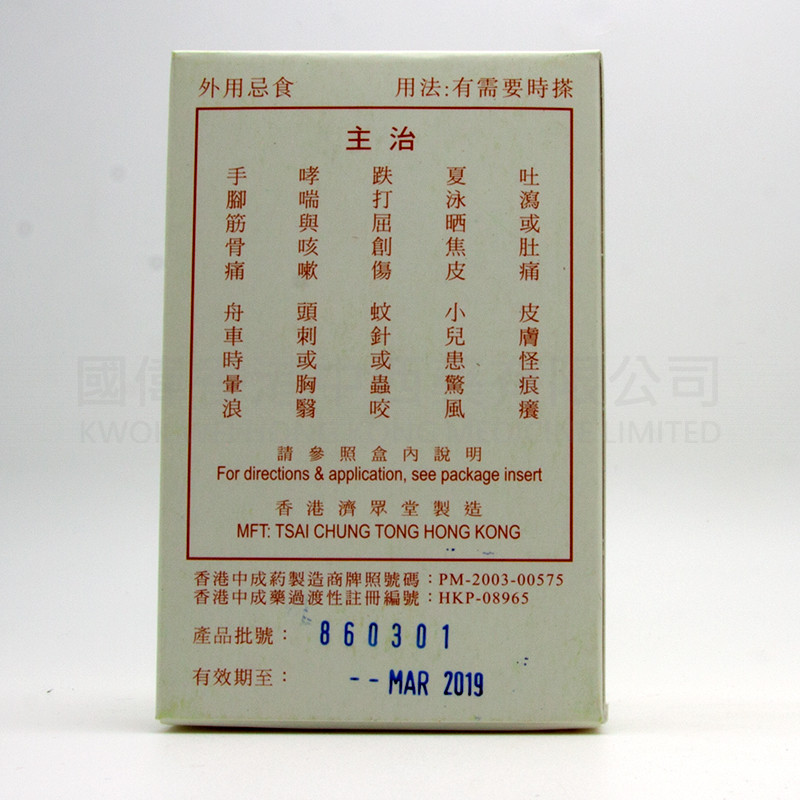 外用忌食 用法:有需要時搽
主治
吐瀉或肚痛
夏泳晒焦皮
跌打屈創傷
哮喘與咳嗽
手腳筋骨痛
皮膚怪痕癢
小兒患驚風
蚊針或蟲咬
頭刺或胸翳
舟車時暈浪
請參照盒內說明
For directions & application, see package insert
香港濟眾堂製造
MFT: TSAI CHUNG TONG HONG KONG
香港中成葯製造商牌照號碼：PM-2003-00575
香港中成藥過渡性註冊編號：HKP-08965
產品批號： 860301
有效期至： -- MAR 2019
公司
LIMITED